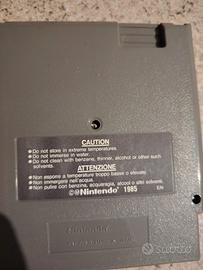 CAUTION
●Do not store in extreme temperatures.
●Do not immerse in water.
●Do not clean with benzene, thinner, alcohol or other such
solvents.
ATTENZIONE
●Non esporre a temperature troppo basse o elevate.
●Non immergere nell'acqua.
●Non pulire con benzina, acquaragia, alcool o altri solventi.
©®Nintendo 1985
Nintendo
Subito